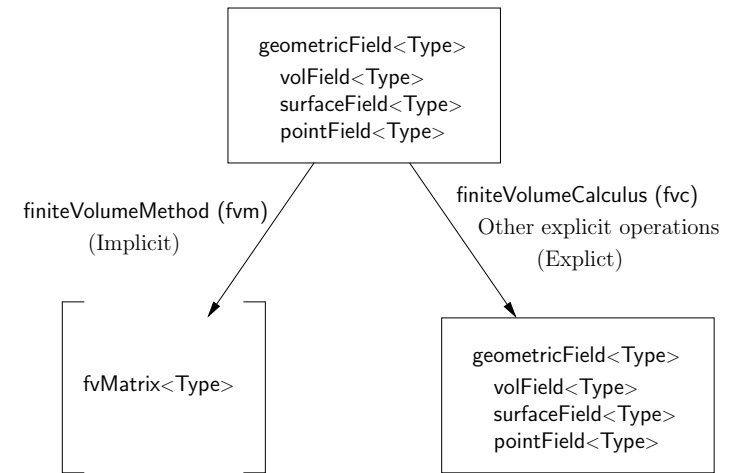 geometricField<Type>
volField<Type>
surfaceField<Type>
pointField<Type>
finiteVolumeMethod (fvm)
(Implicit)
finiteVolumeCalculus (fvc)
Other explicit operations
(Explict)
fvMatrix<Type>
geometricField<Type>
volField<Type>
surfaceField<Type>
pointField<Type>